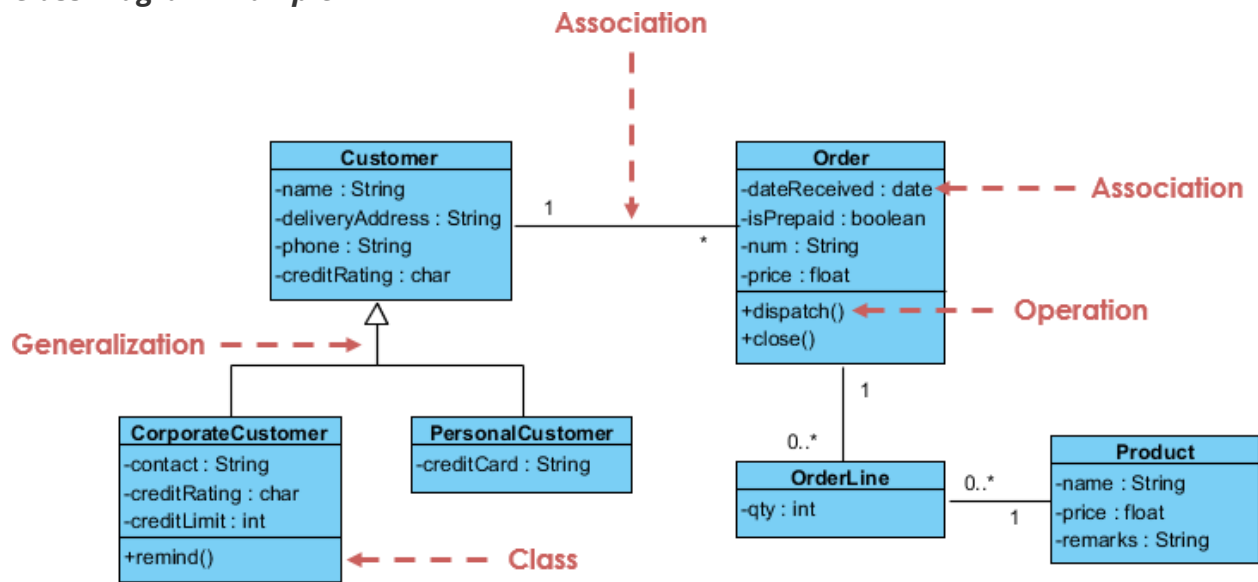 Association
Customer
-name : String
-deliveryAddress : String
-phone : String
-creditRating : char
1
*
Order
-dateReceived : date
-isPrepaid : boolean
-num : String
-price : float
+dispatch()
+close()
Association
Operation
Generalization
CorporateCustomer
-contact : String
-creditRating : char
-creditLimit : int
+remind()
Class
PersonalCustomer
-creditCard : String
1
0..*
OrderLine
-qty : int
0..*
1
Product
-name : String
-price : float
-remarks : String